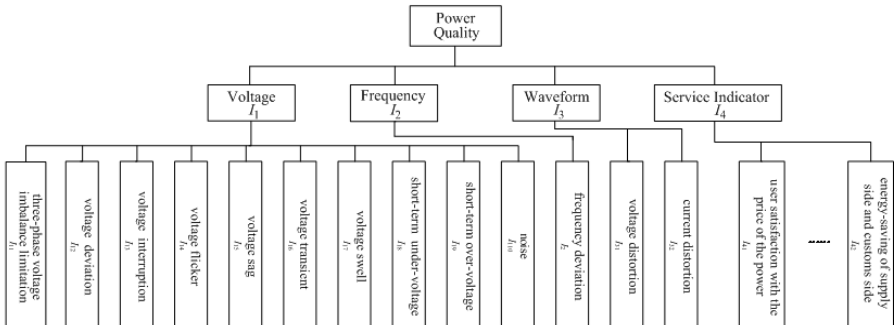 Power
Quality
Voltage
I1
Frequency
I2
Waveform
I3
Service Indicator
I4
three-phase voltage
imbalance limitation
I11
voltage deviation
I12
voltage interruption
I13
voltage flicker
I14
voltage sag
I15
voltage transient
I16
voltage swell
I17
short-term under-voltage
I18
short-term over-voltage
I19
noise
I110
frequency deviation
voltage distortion
current distortion
user satisfaction with the
price of the power
I41
......
energy-saving of supply
side and customs side
I42